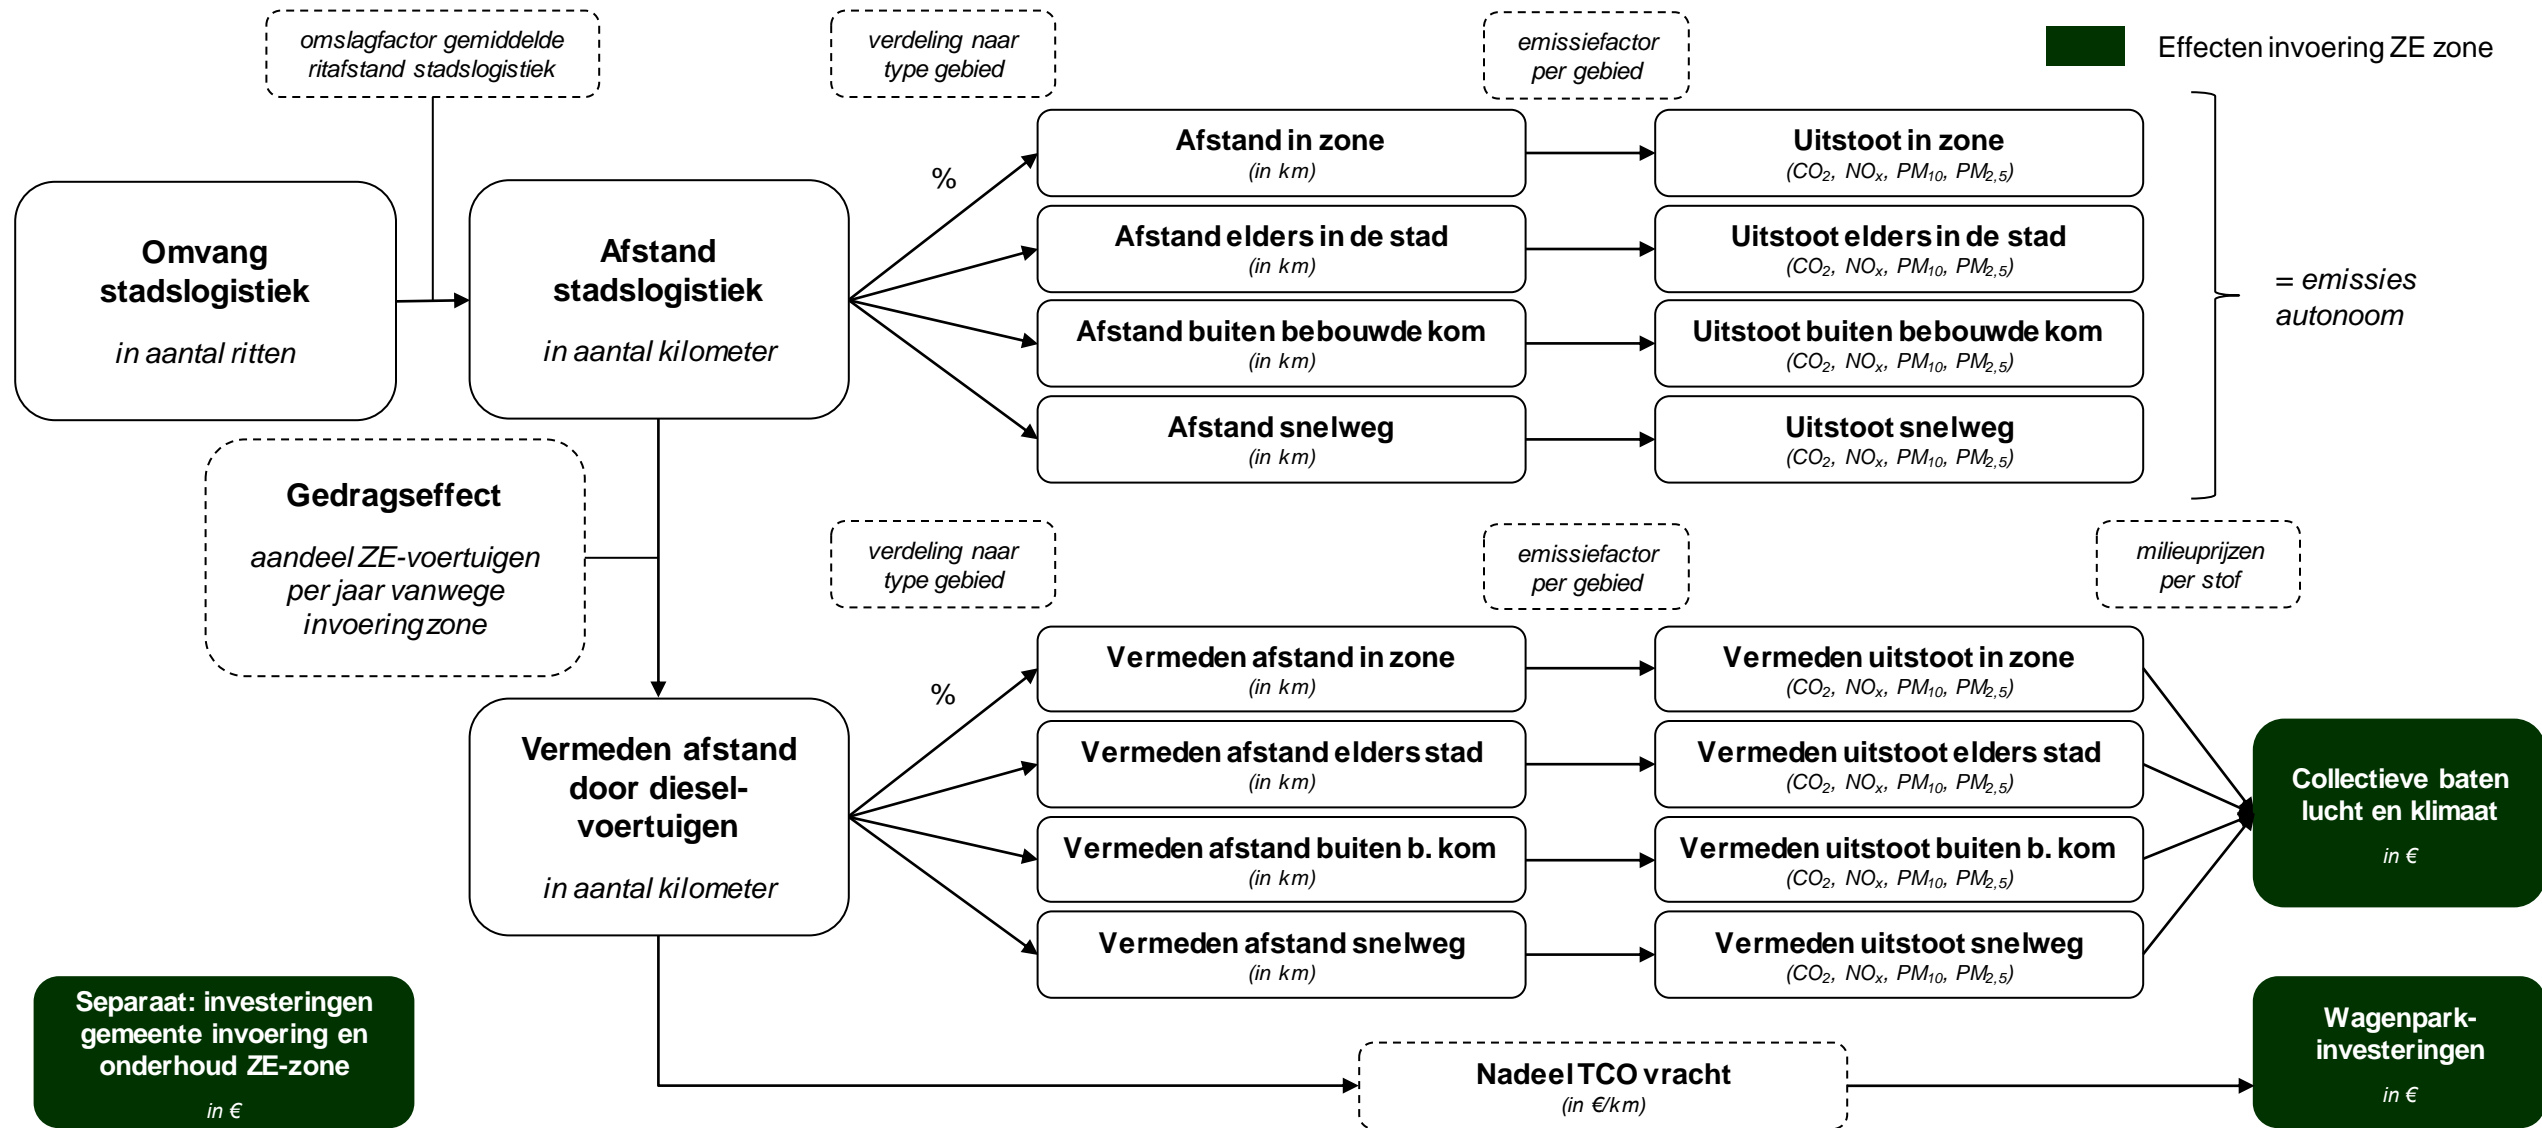 omslagfactor gemiddelde
ritafstand stadslogistiek
verdeling naar
type gebied
emissiefactor
per gebied
Effecten invoering ZE zone
Omvang
stadslogistiek
in aantal ritten
Afstand
stadslogistiek
in aantal kilometer
%
Afstand in zone
(in km)
Uitstoot in zone
(CO₂, NOₓ, PM₁₀, PM₂,₅)
Afstand elders in de stad
(in km)
Uitstoot elders in de stad
(CO₂, NOₓ, PM₁₀, PM₂,₅)
Afstand buiten bebouwde kom
(in km)
Uitstoot buiten bebouwde kom
(CO₂, NOₓ, PM₁₀, PM₂,₅)
Afstand snelweg
(in km)
Uitstoot snelweg
(CO₂, NOₓ, PM₁₀, PM₂,₅)
= emissies
autonoom
Gedragseffect
aandeel ZE-voertuigen
per jaar vanwege
invoering zone
verdeling naar
type gebied
emissiefactor
per gebied
milieuprijzen
per stof
Vermeden afstand
door diesel-
voertuigen
in aantal kilometer
%
Vermeden afstand in zone
(in km)
Vermeden uitstoot in zone
(CO₂, NOₓ, PM₁₀, PM₂,₅)
Vermeden afstand elders stad
(in km)
Vermeden uitstoot elders stad
(CO₂, NOₓ, PM₁₀, PM₂,₅)
Vermeden afstand buiten b. kom
(in km)
Vermeden uitstoot buiten b. kom
(CO₂, NOₓ, PM₁₀, PM₂,₅)
Vermeden afstand snelweg
(in km)
Vermeden uitstoot snelweg
(CO₂, NOₓ, PM₁₀, PM₂,₅)
Collectieve baten
lucht en klimaat
in €
Separaat: investeringen
gemeente invoering en
onderhoud ZE-zone
in €
Nadeel TCO vracht
(in €/km)
Wagenpark-
investeringen
in €